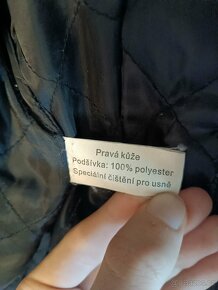 Pravá kůže
Podšívka: 100% polyester
Speciální čištění pro usně